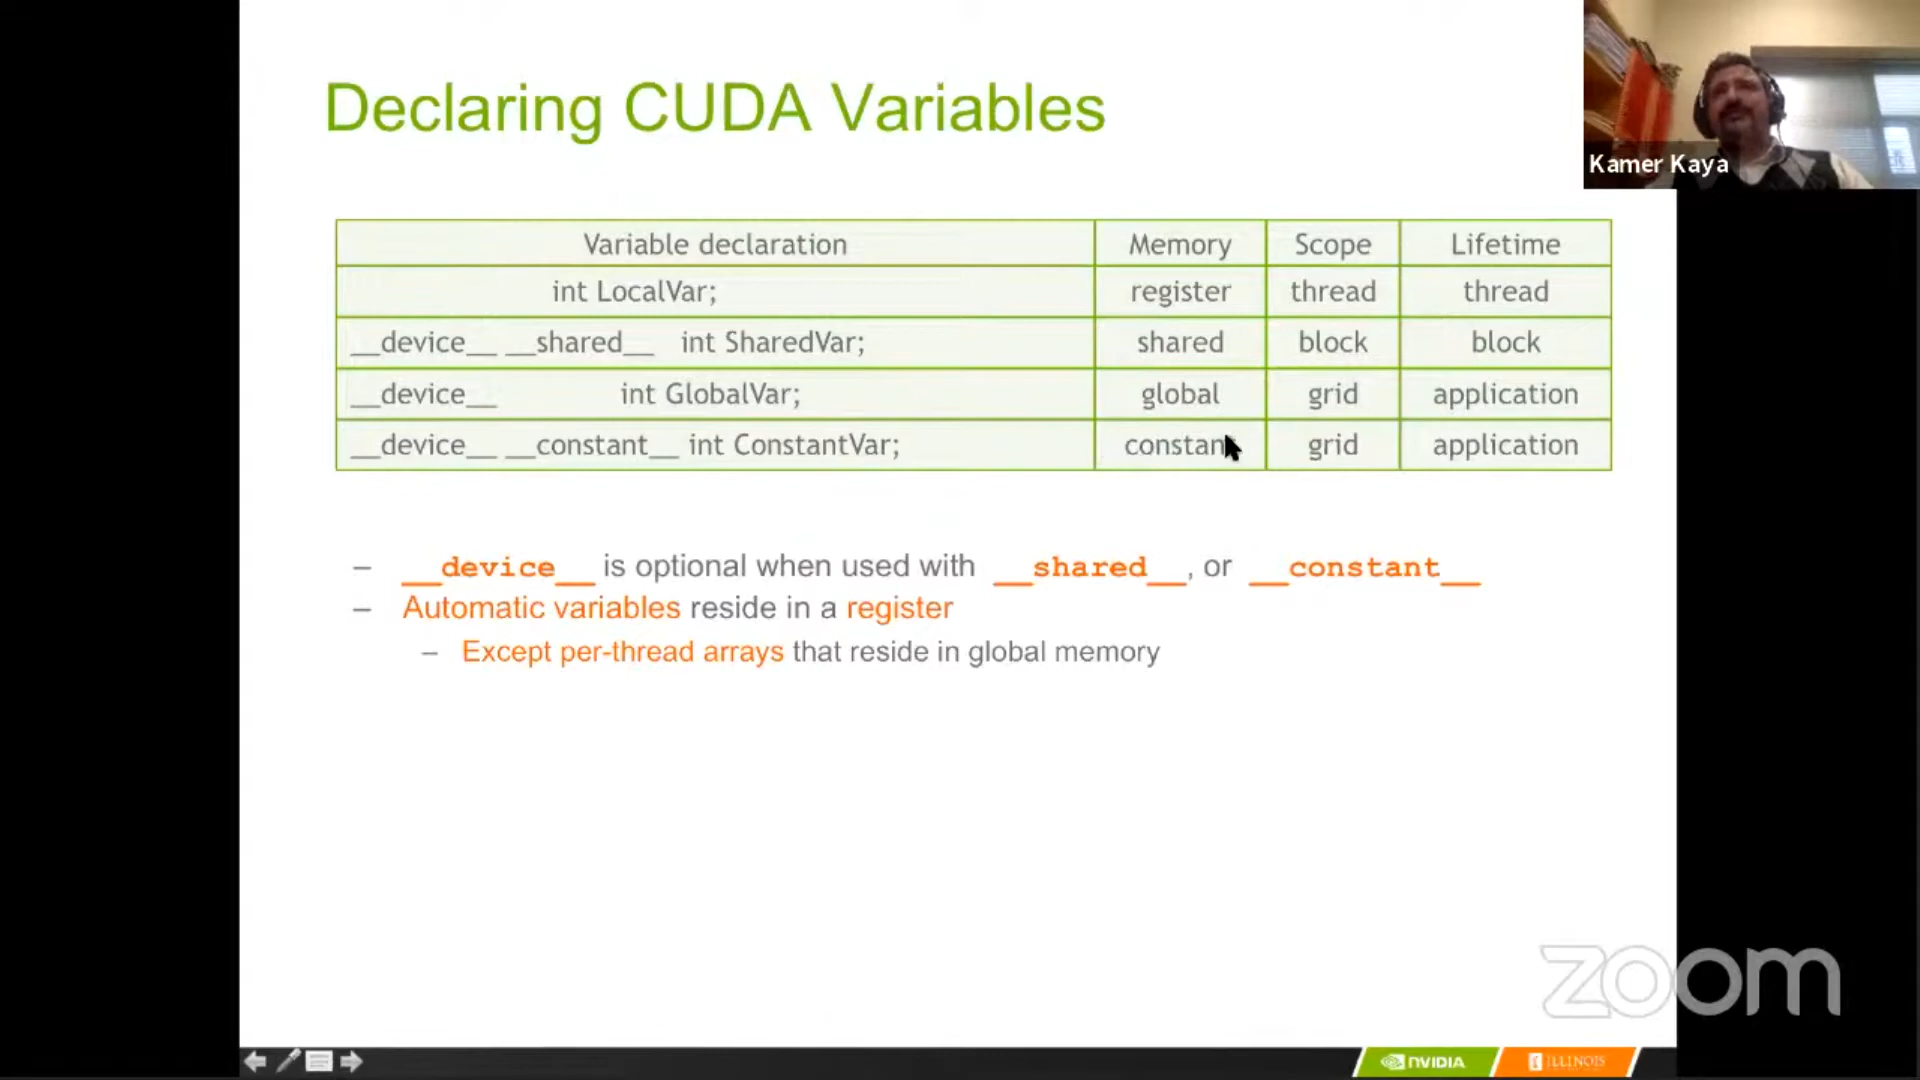 Declaring CUDA Variables
Kamer Kaya
Variable declaration Memory Scope Lifetime
int LocalVar; register thread thread
__device__ __shared__ int SharedVar; shared block block
__device__ int GlobalVar; global grid application
__device__ __constant__ int ConstantVar; constant grid application
– __device__ is optional when used with __shared__, or __constant__
– Automatic variables reside in a register
– Except per-thread arrays that reside in global memory
zoom
NVIDIA
ILLINOIS